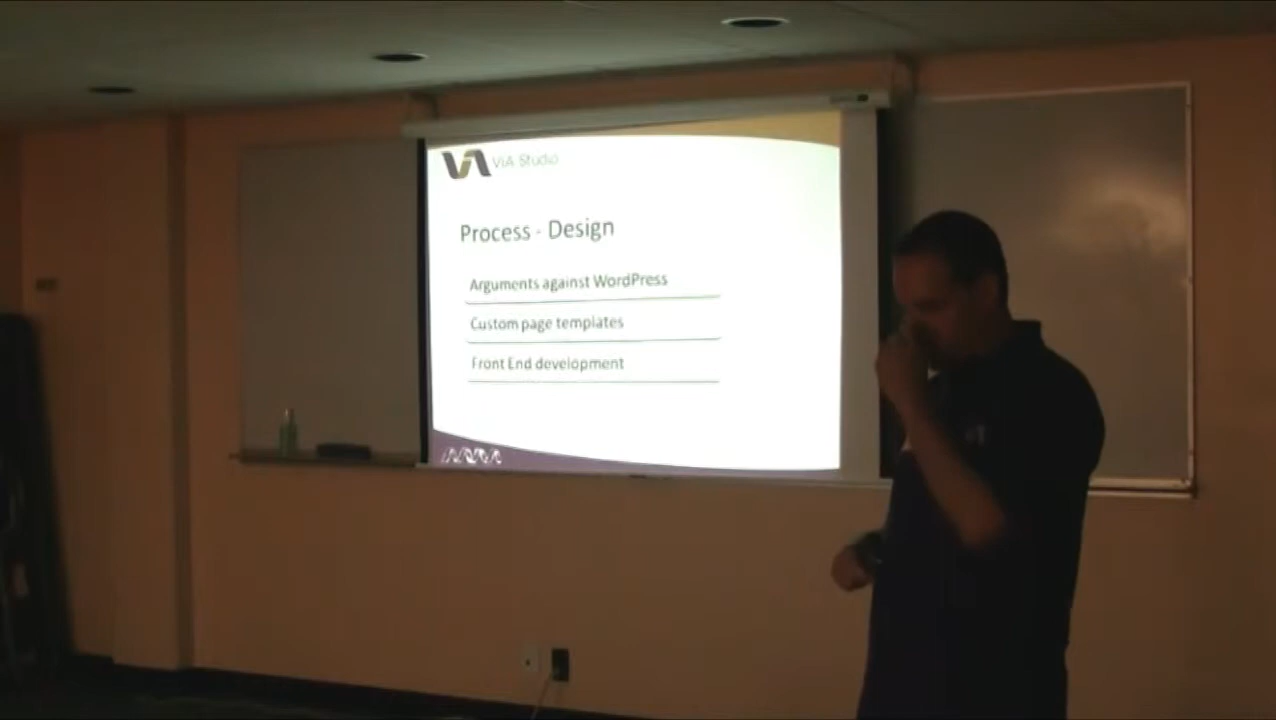 VIA Studio
Process - Design
Arguments against WordPress
Custom page templates
Front End development